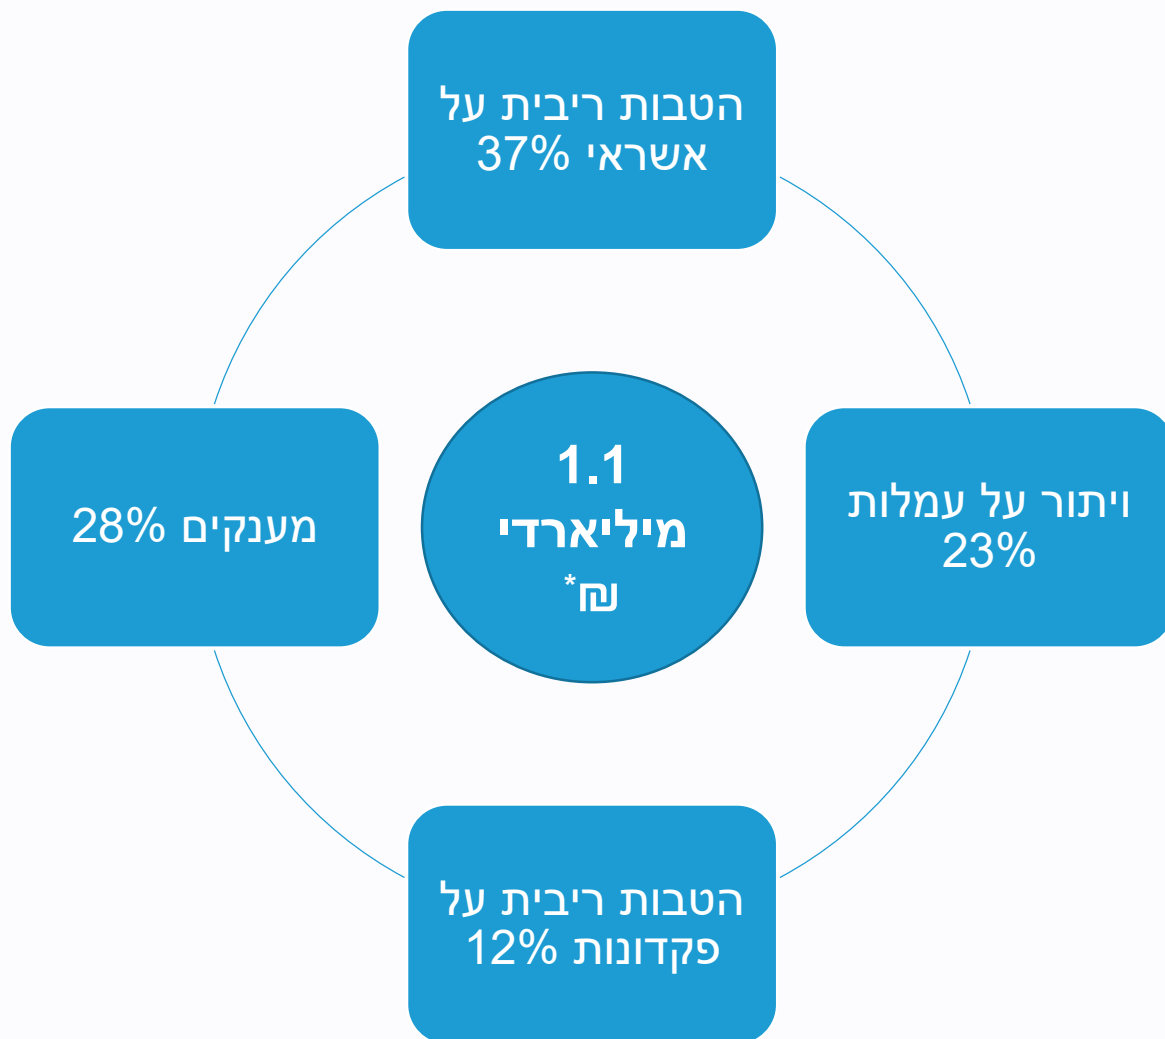 הטבות ריבית על
אשראי 37%
ויתור על עמלות
23%
1.1
מיליארדי
₪*
מענקים 28%
הטבות ריבית על
פקדונות 12%